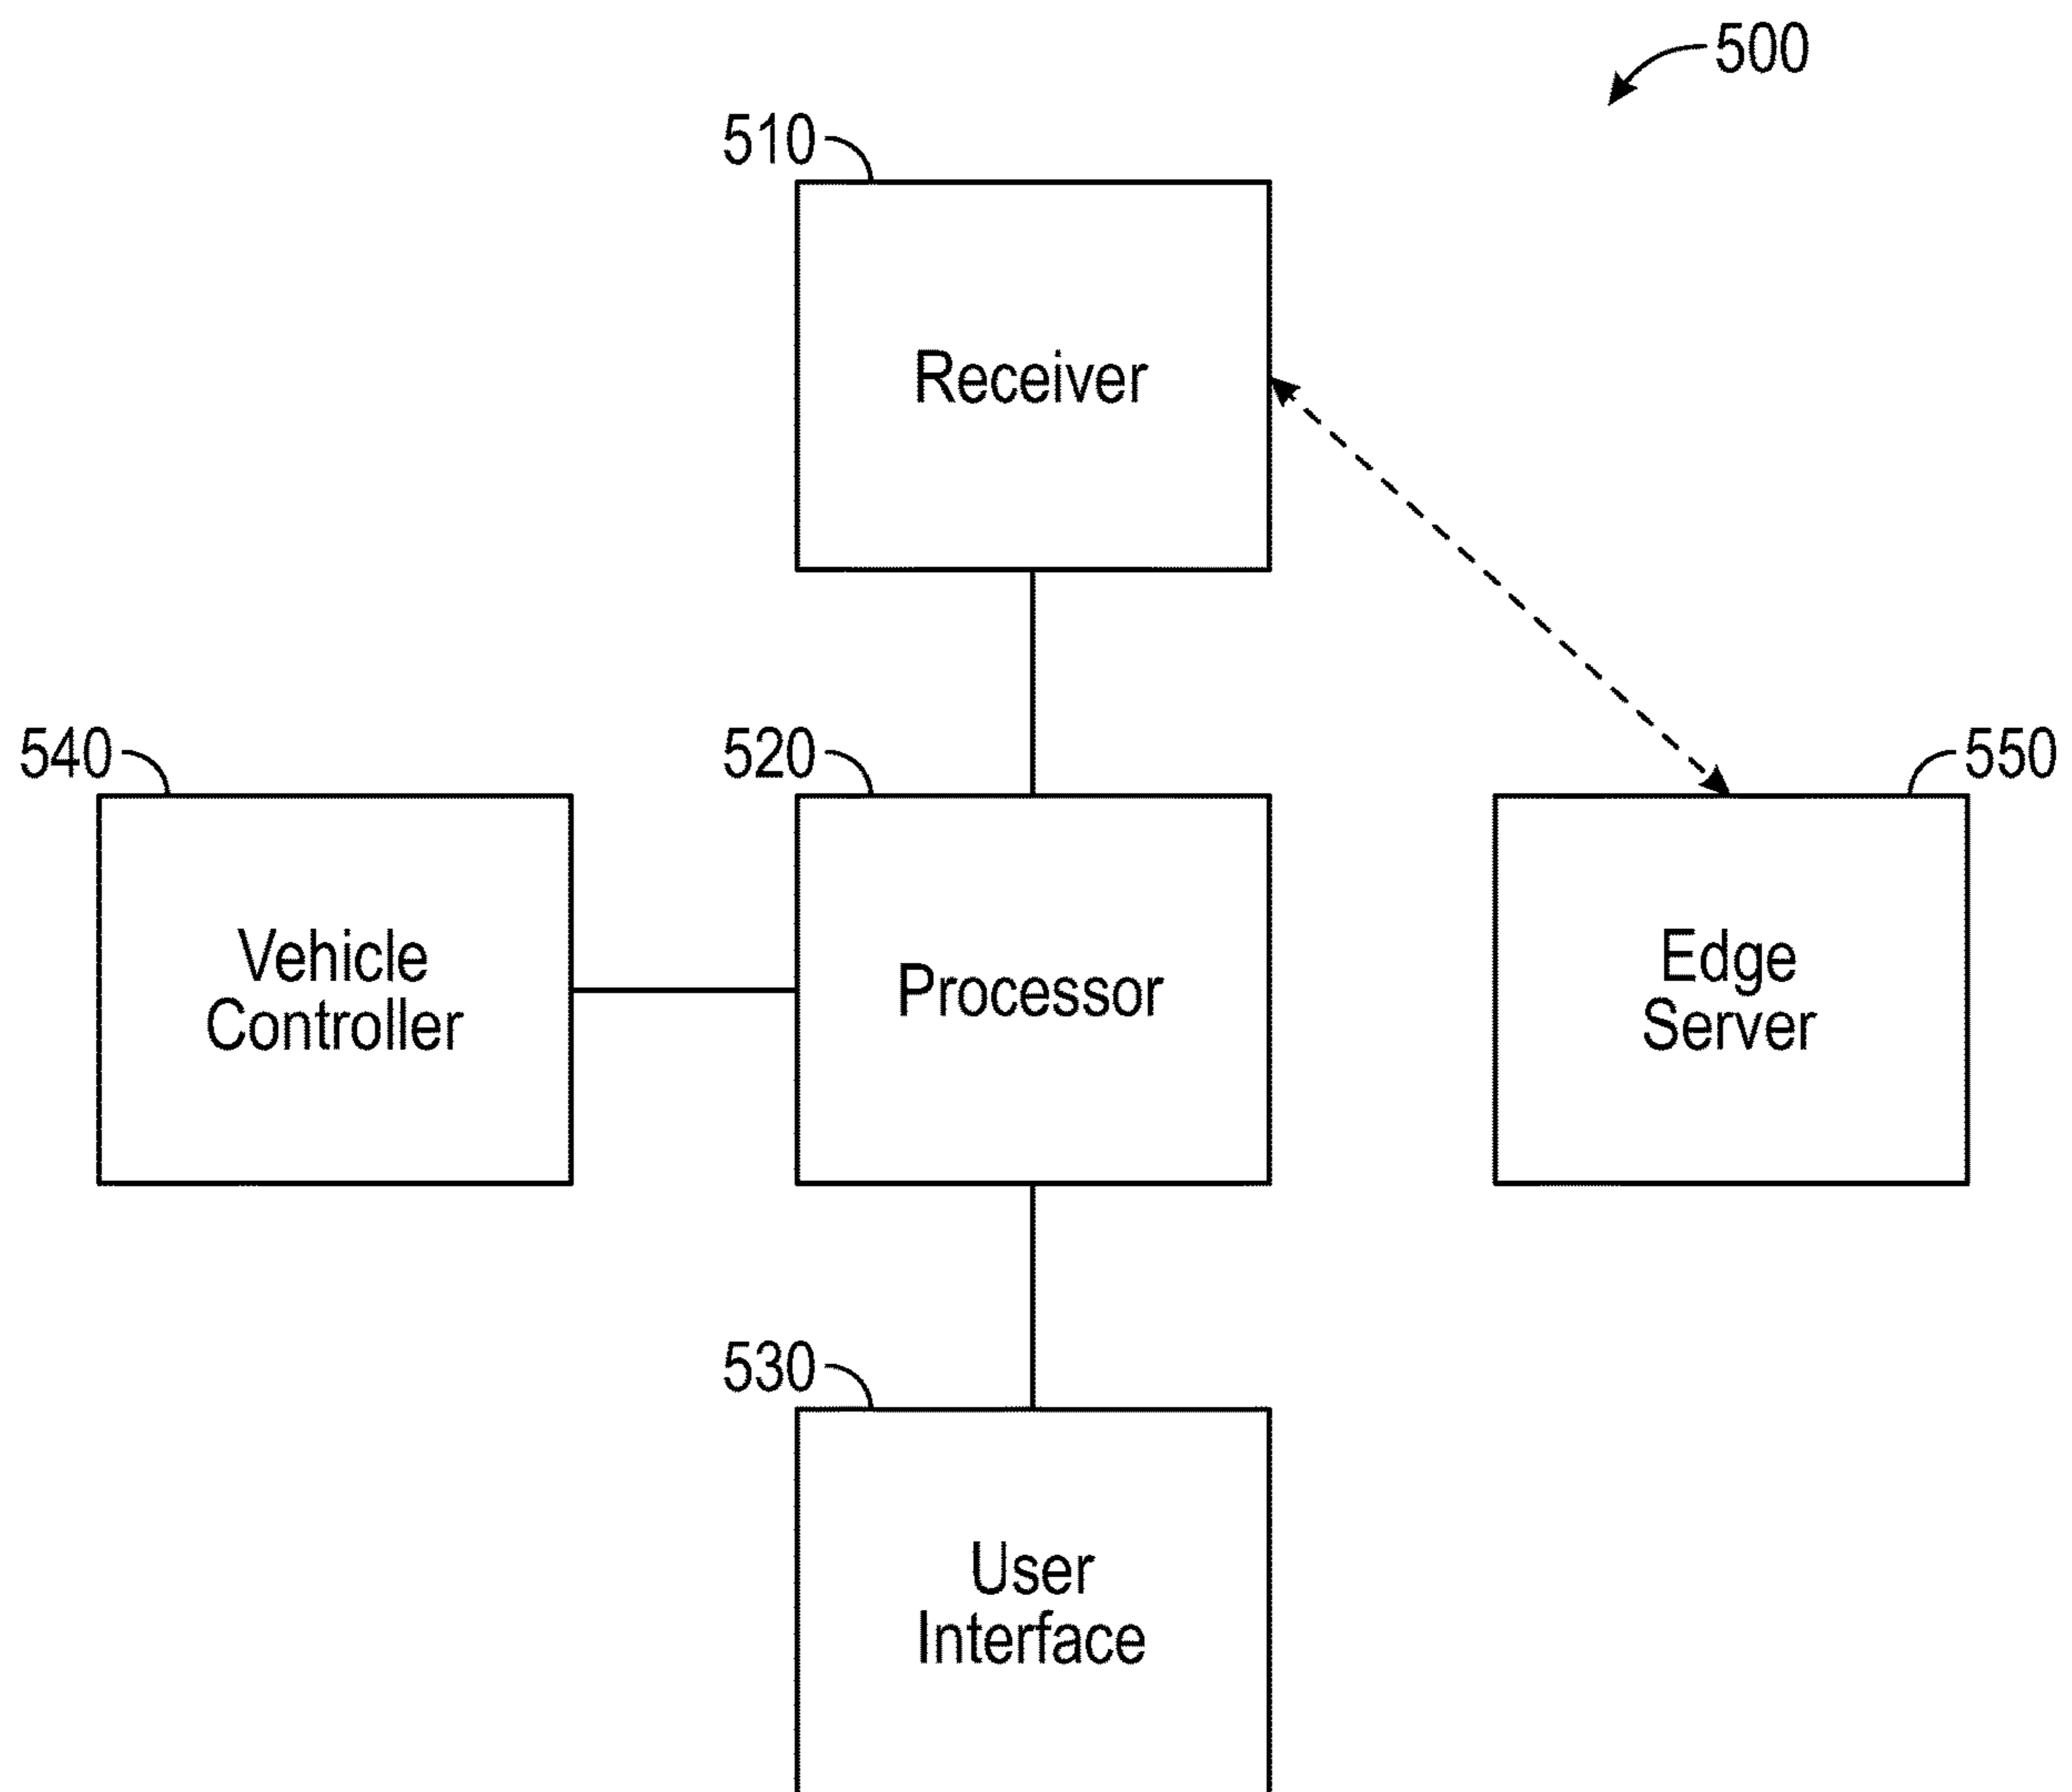 500
510
Receiver
540
520
550
Vehicle
Controller
Processor
Edge
Server
530
User
Interface